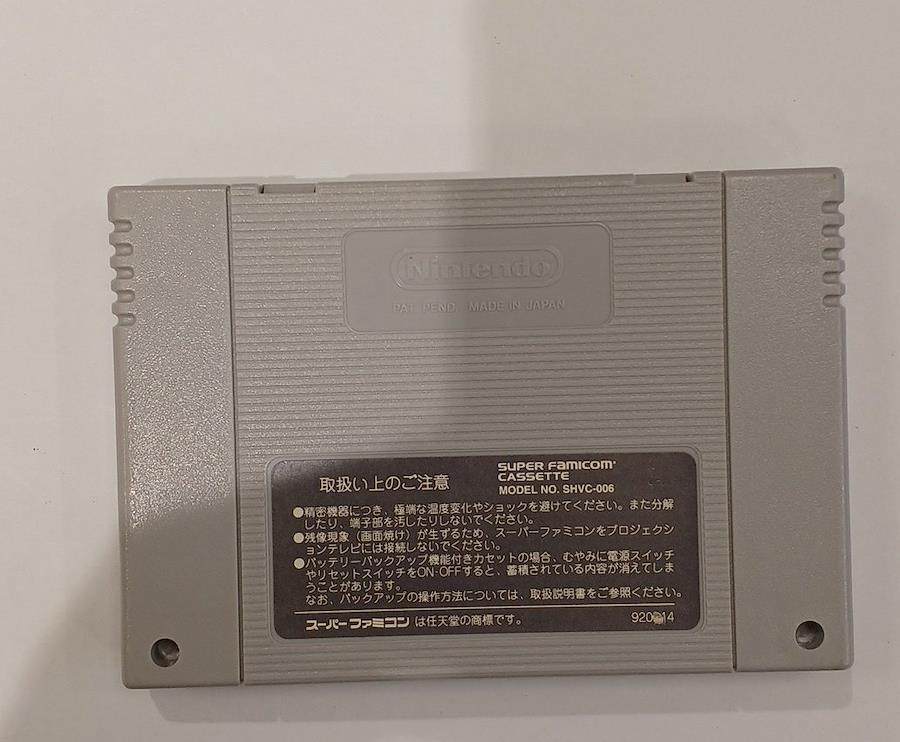 Nintendo
PAT. PEND. MADE IN JAPAN
取扱い上のご注意
SUPER FAMICOM
CASSETTE
MODEL NO. SHVC-006
●精密機器につき、極端な温度変化やショックを避けてください。また分解
したり、端子部を汚したりしないでください。
●残像現象（画面焼け）が生ずるため、スーパーファミコンをプロジェクシ
ョンテレビには接続しないでください。
●バッテリーバックアップ機能付きカセットの場合、むやみに電源スイッチ
やリセットスイッチをON・OFFすると、蓄積されている内容が消えてしま
うことがあります。
なお、バックアップの操作方法については、取扱説明書をご参照ください。
スーパーファミコン は任天堂の商標です。